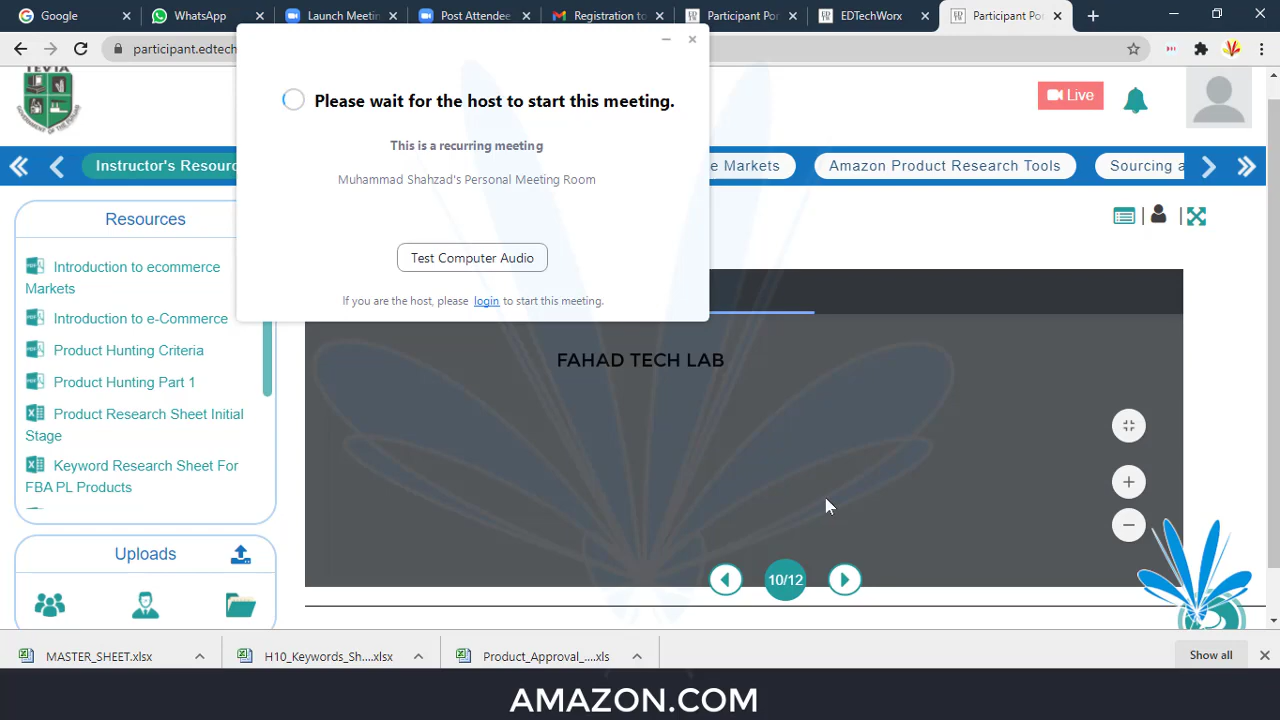 Google
WhatsApp
Launch Meetin
Post Attendee
Registration to
Participant Por
EDTechWorx
Participant Por
participant.edtech
TEVTA
Please wait for the host to start this meeting.
This is a recurring meeting
Muhammad Shahzad's Personal Meeting Room
Test Computer Audio
If you are the host, please login to start this meeting.
Live
Instructor's Resourc
e Markets
Amazon Product Research Tools
Sourcing a
Resources
Introduction to ecommerce
Markets
Introduction to e-Commerce
Product Hunting Criteria
Product Hunting Part 1
Product Research Sheet Initial
Stage
Keyword Research Sheet For
FBA PL Products
Uploads
FAHAD TECH LAB
10/12
MASTER_SHEET.xlsx
H10_Keywords_Sh....xlsx
Product_Approval_....xls
Show all
AMAZON.COM